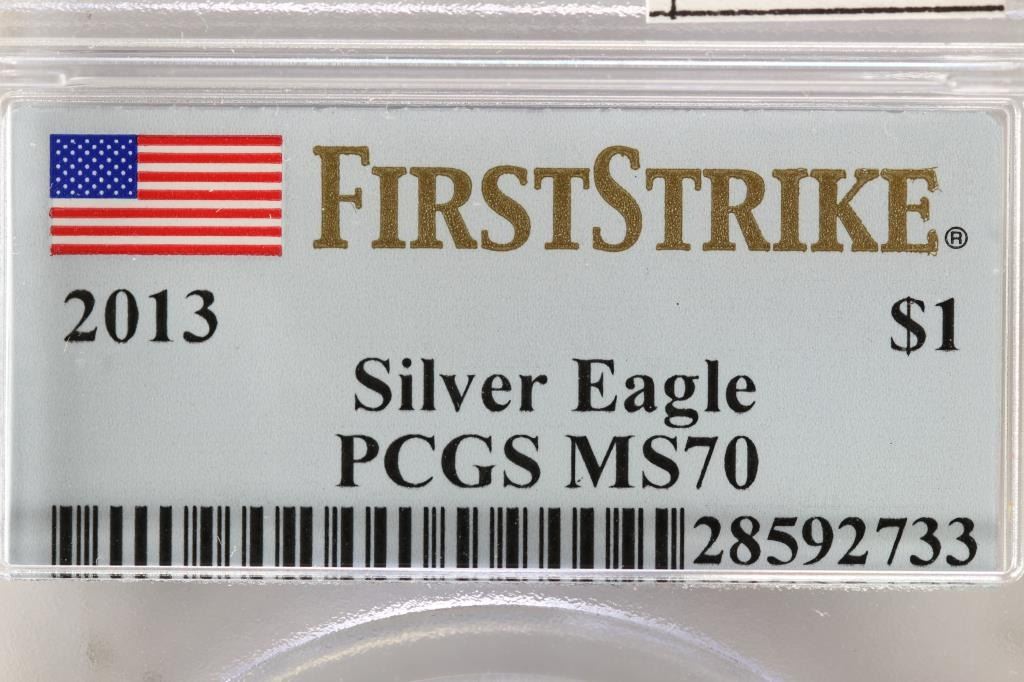 FIRSTSTRIKE®
2013 $1
Silver Eagle
PCGS MS70
28592733